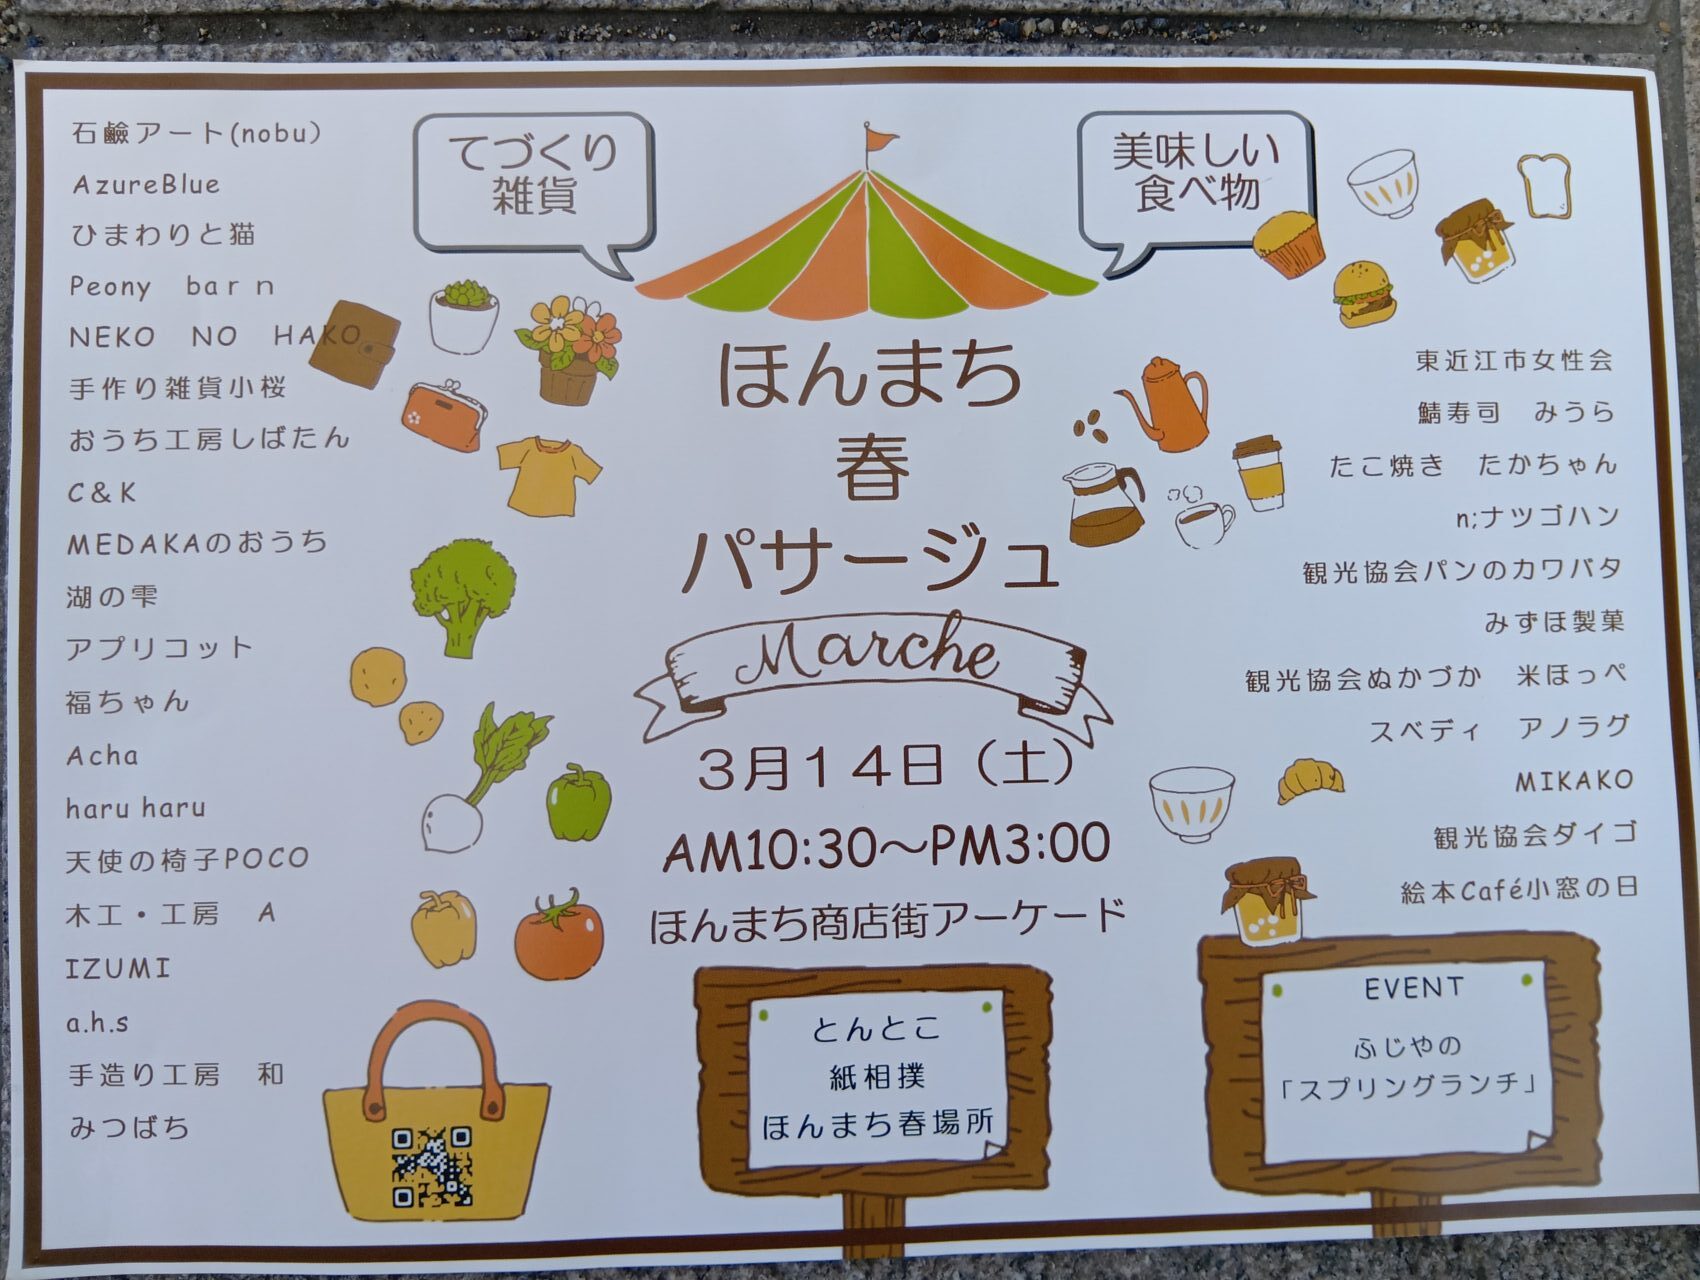 石鹼アート(nobu)
AzureBlue
ひまわりと猫
Peony barn
NEKO NO HAKO
手作り雑貨小桜
おうち工房しばたん
C&K
MEDAKAのおうち
湖の雫
アプリコット
福ちゃん
Acha
haru haru
天使の椅子POCO
木工・工房 A
IZUMI
a.h.s
手造り工房 和
みつばち
てづくり
雑貨
美味しい
食べ物
ほんまち
春
パサージュ
Marche
3月14日(土)
AM10:30～PM3:00
ほんまち商店街アーケード
とんとこ
紙相撲
ほんまち春場所
東近江市女性会
鯖寿司 みうら
たこ焼き たかちゃん
n;ナツゴハン
観光協会パンのカワバタ
みずほ製菓
観光協会ぬかづか 米ほっぺ
スベディ アノラグ
MIKAKO
観光協会ダイゴ
絵本Café小窓の日
EVENT
ふじやの
「スプリングランチ」